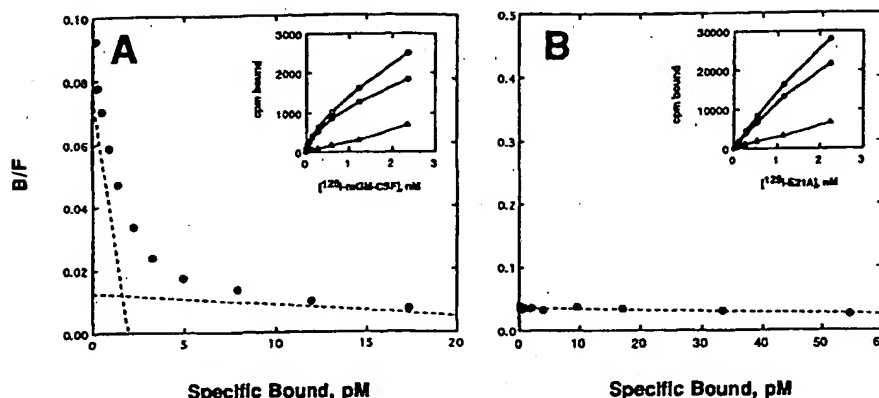 A
B/F
0.10
0.08
0.06
0.04
0.02
0.00
0 5 10 15 20
Specific Bound, pM
cpm bound
3000
2000
1000
0
0 1 2 3
[125I-mGM-CSF], nM
B
0.5
0.4
0.3
0.2
0.1
0.0
0 10 20 30 40 50
Specific Bound, pM
cpm bound
30000
20000
10000
0
0 1 2 3
[125I-E21A], nM